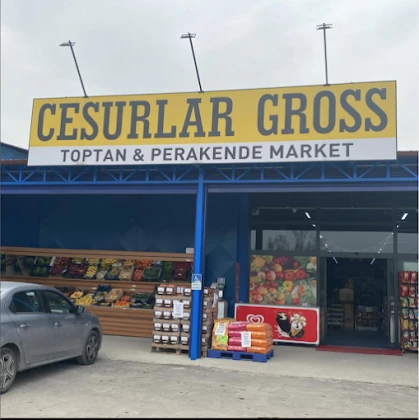 CESURLAR GROSS
TOPTAN & PERAKENDE MARKET